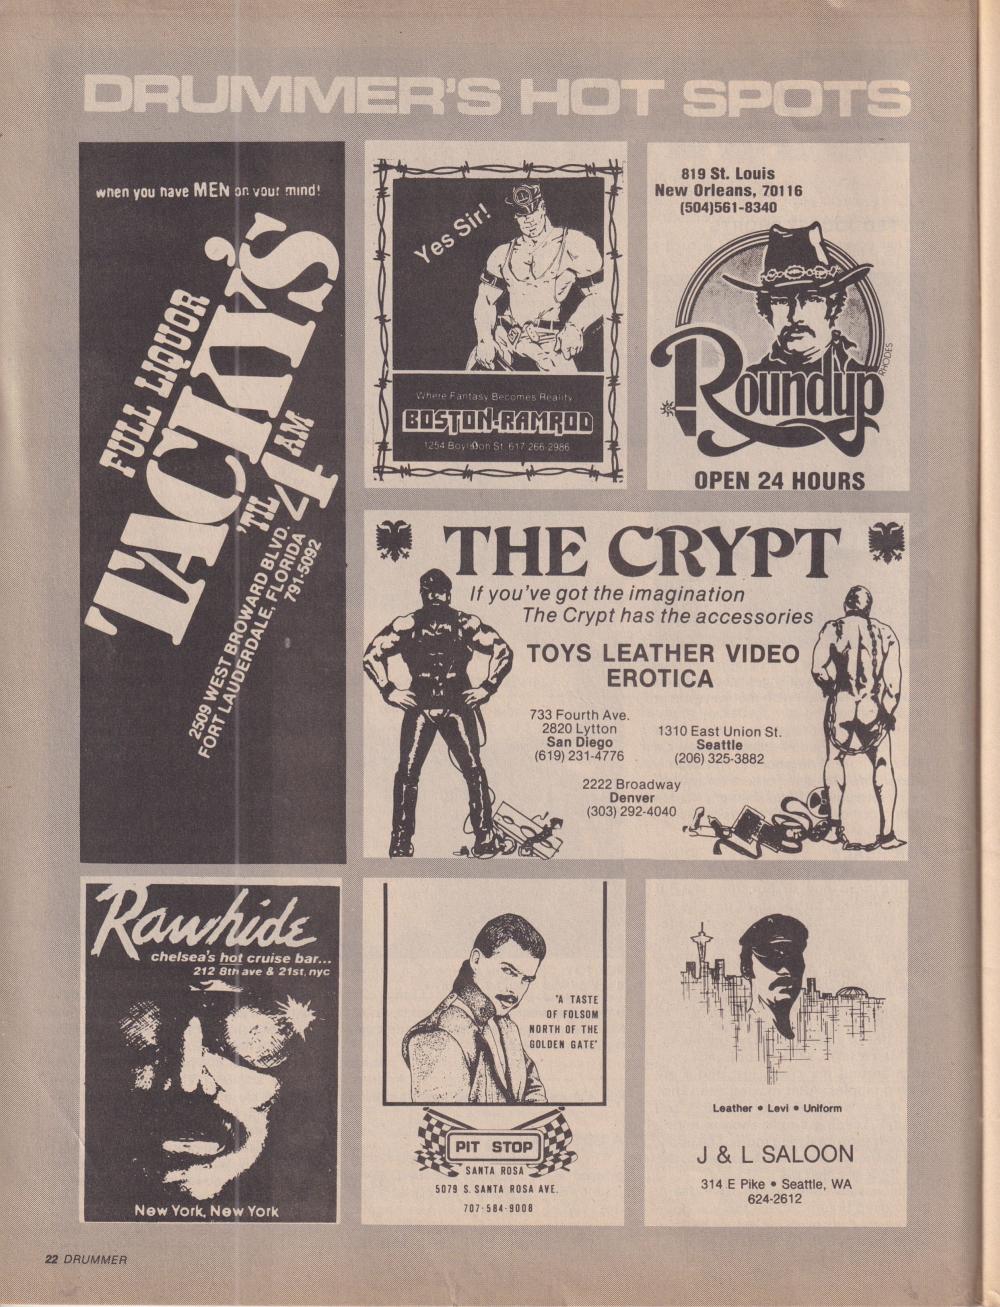 DRUMMER'S HOT SPOTS
when you have MEN on your mind!
FULL LIQUOR
TACKY'S
'TIL 4 AM
2509 WEST BROWARD BLVD.
FORT LAUDERDALE, FLORIDA
791-5092
Yes Sir!
Where Fantasy Becomes Reality
BOSTON-RAMROD
1254 Boylston St. 617-266-2986
819 St. Louis
New Orleans, 70116
(504)561-8340
RHODES
Roundup
OPEN 24 HOURS
THE CRYPT
If you've got the imagination
The Crypt has the accessories
TOYS LEATHER VIDEO
EROTICA
733 Fourth Ave.
2820 Lytton
San Diego
(619) 231-4776
1310 East Union St.
Seattle
(206) 325-3882
2222 Broadway
Denver
(303) 292-4040
Rawhide
chelsea's hot cruise bar...
212 8th ave & 21st, nyc
New York, New York
"A TASTE
OF FOLSOM
NORTH OF THE
GOLDEN GATE"
PIT STOP
SANTA ROSA
5079 S. SANTA ROSA AVE.
707-584-9008
Leather • Levi • Uniform
J & L SALOON
314 E Pike • Seattle, WA
624-2612
22 DRUMMER